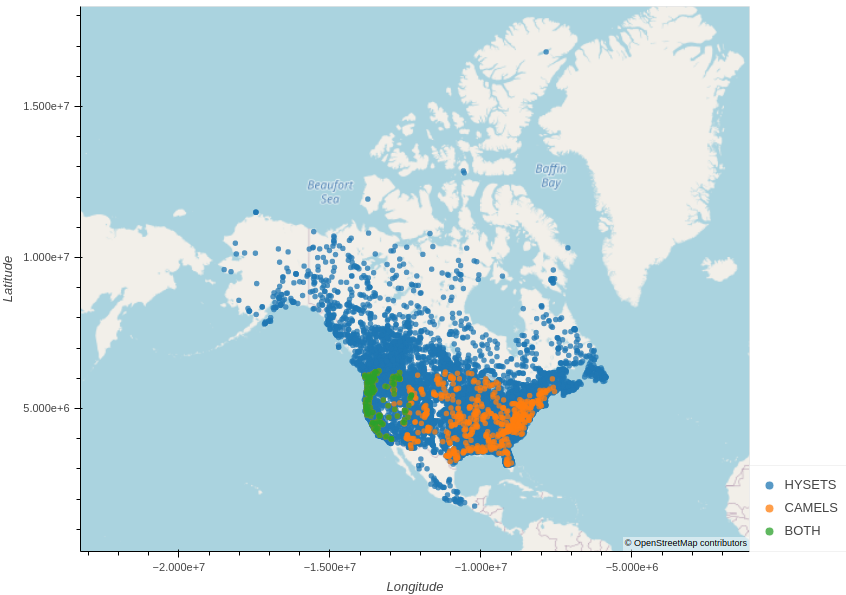 1.500e+7
1.000e+7
5.000e+6
Latitude
Beaufort
Sea
Baffin
Bay
© OpenStreetMap contributors
−2.000e+7
−1.500e+7
−1.000e+7
−5.000e+6
Longitude
HYSETS
CAMELS
BOTH